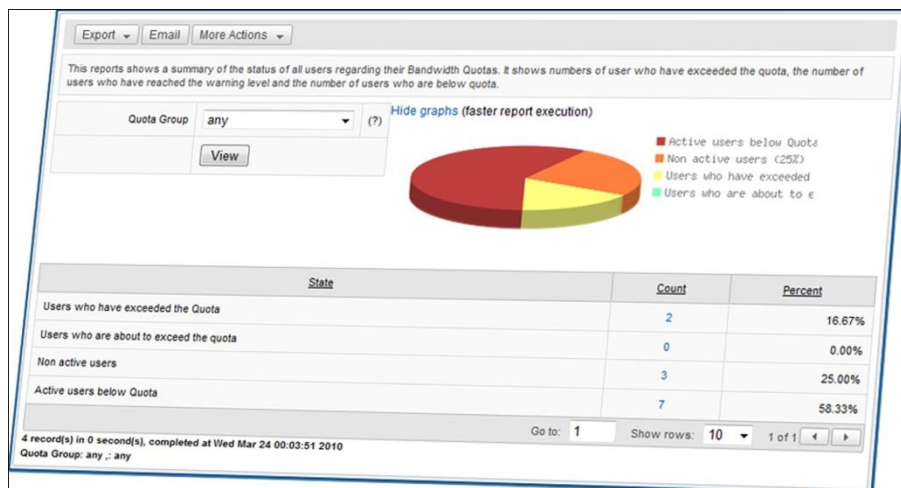 Export Email More Actions
This reports shows a summary of the status of all users regarding their Bandwidth Quotas. It shows numbers of user who have exceeded the quota, the number of
users who have reached the warning level and the number of users who are below quota.
Quota Group any (?) Hide graphs (faster report execution)
View
Active users below Quota
Non active users (25%)
Users who have exceeded
Users who are about to e
State Count Percent
Users who have exceeded the Quota 2 16.67%
Users who are about to exceed the quota 0 0.00%
Non active users 3 25.00%
Active users below Quota 7 58.33%
Go to: 1 Show rows: 10 1 of 1
4 record(s) in 0 second(s), completed at Wed Mar 24 00:03:51 2010
Quota Group: any ,: any